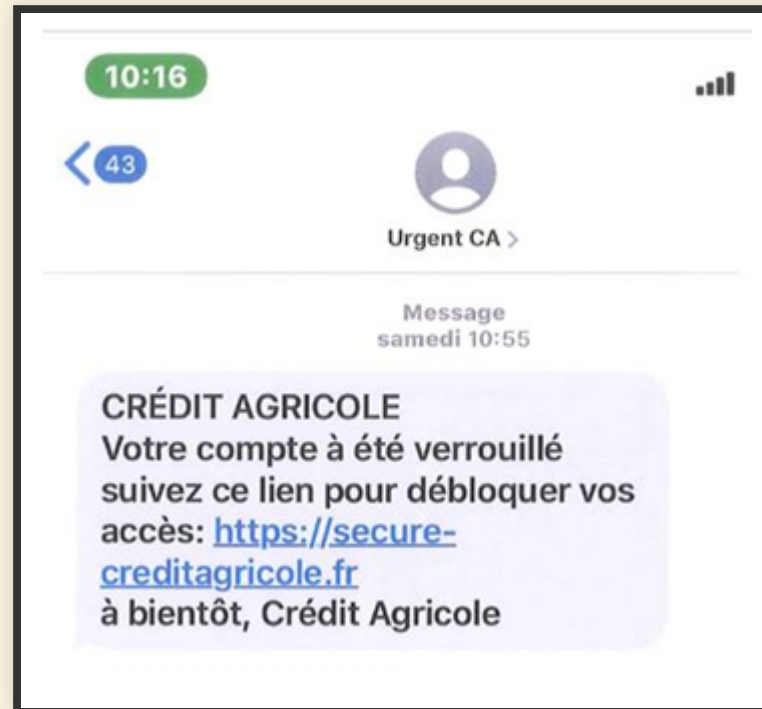 10:16
43
Urgent CA >
Message
samedi 10:55
CRÉDIT AGRICOLE
Votre compte à été verrouillé
suivez ce lien pour débloquer vos
accès: https://secure-
creditagricole.fr
à bientôt, Crédit Agricole